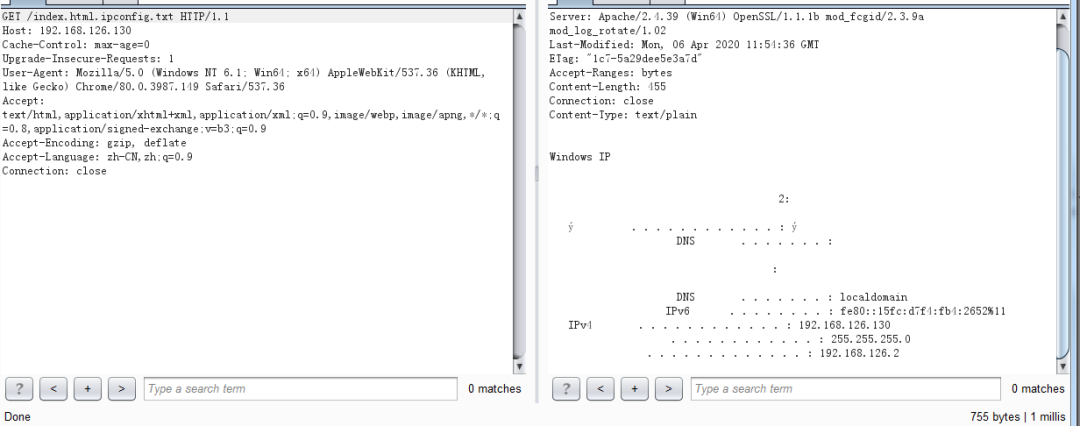 GET /index.html.ipconfig.txt HTTP/1.1
Host: 192.168.126.130
Cache-Control: max-age=0
Upgrade-Insecure-Requests: 1
User-Agent: Mozilla/5.0 (Windows NT 6.1; Win64; x64) AppleWebKit/537.36 (KHTML,
like Gecko) Chrome/80.0.3987.149 Safari/537.36
Accept:
text/html,application/xhtml+xml,application/xml;q=0.9,image/webp,image/apng,*/*;q
=0.8,application/signed-exchange;v=b3;q=0.9
Accept-Encoding: gzip, deflate
Accept-Language: zh-CN,zh;q=0.9
Connection: close
? < + > Type a search term 0 matches
Server: Apache/2.4.39 (Win64) OpenSSL/1.1.1b mod_fcgid/2.3.9a
mod_log_rotate/1.02
Last-Modified: Mon, 06 Apr 2020 11:54:36 GMT
ETag: "1c7-5a29dee5e3a7d"
Accept-Ranges: bytes
Content-Length: 455
Connection: close
Content-Type: text/plain
Windows IP
2:
ý . . . . . . . . . . . . . : ý
DNS . . . . . . . :
:
DNS . . . . . . . : localdomain
IPv6 . . . . . . . . : fe80::15fc:d7f4:fb4:2652%11
IPv4 . . . . . . . . . . . . . : 192.168.126.130
. . . . . . . . . . . . : 255.255.255.0
. . . . . . . . . . . . . : 192.168.126.2
? < + > Type a search term 0 matches
Done
755 bytes | 1 millis